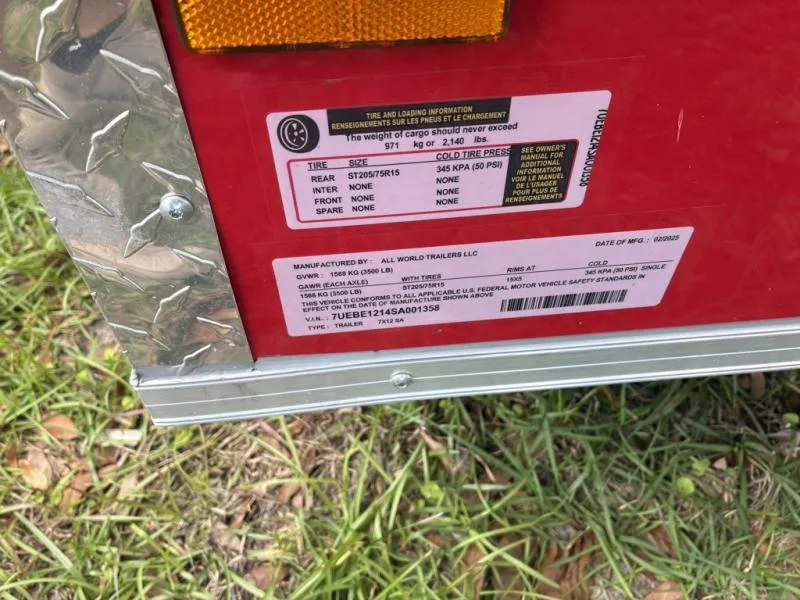 TIRE AND LOADING INFORMATION
RENSEIGNEMENTS SUR LES PNEUS ET LE CHARGEMENT
The weight of cargo should never exceed
971 kg or 2,140 lbs.
TIRE SIZE COLD TIRE PRESS
REAR ST205/75R15 345 KPA (50 PSI)
INTER NONE NONE
FRONT NONE NONE
SPARE NONE NONE
SEE OWNER'S
MANUAL FOR
ADDITIONAL
INFORMATION
VOIR LE MANUEL
DE L'USAGER
POUR PLUS DE
RENSEIGNEMENTS
MANUFACTURED BY : ALL WORLD TRAILERS LLC DATE OF MFG. : 02/2025
GVWR : 1588 KG (3500 LB)
GAWR (EACH AXLE) WITH TIRES RIMS AT COLD
1588 KG (3500 LB) ST205/75R15 15X5 345 KPA (50 PSI) SINGLE
THIS VEHICLE CONFORMS TO ALL APPLICABLE U.S. FEDERAL MOTOR VEHICLE SAFETY STANDARDS IN
EFFECT ON THE DATE OF MANUFACTURE SHOWN ABOVE
V.I.N. : 7UEBE1214SA001358
TYPE : TRAILER 7X12 SA